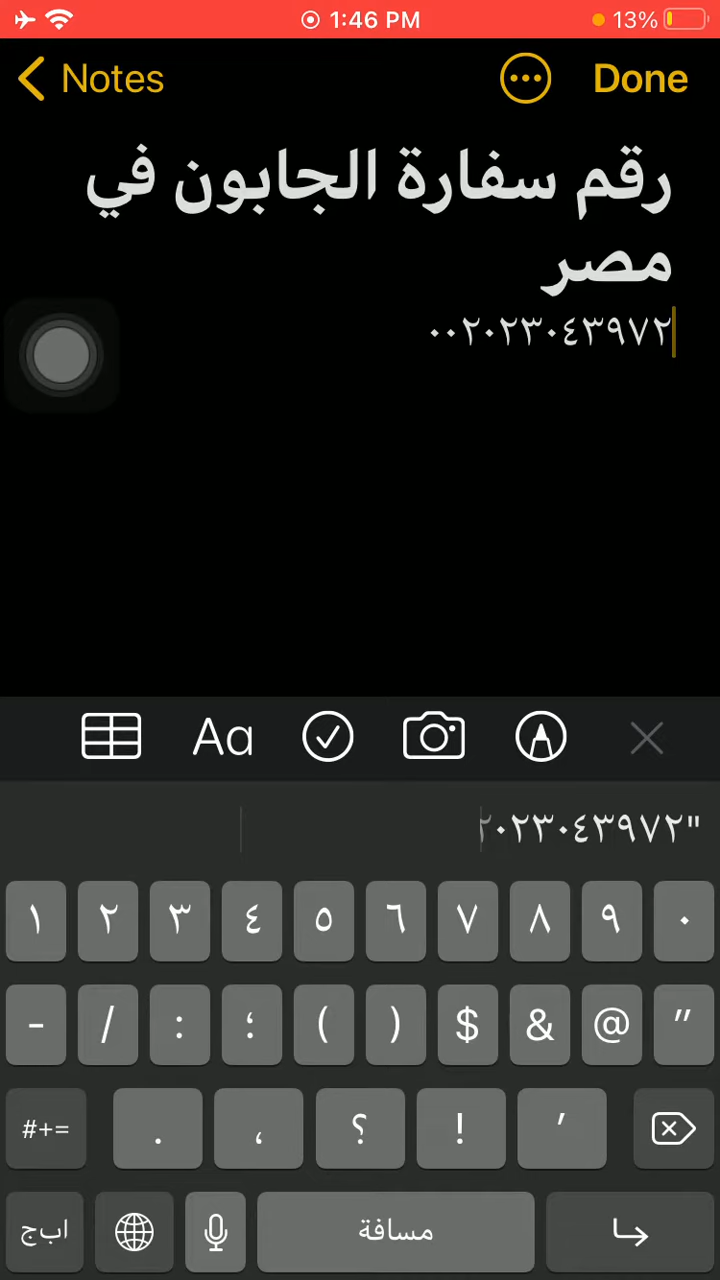 1:46 PM
13%
Notes
Done
رقم سفارة الجابون في
مصر
٠٠٢٠٢٣٠٤٣٩٧٢
Aa
٢٠٢٣٠٤٣٩٧٢"
١ ٢ ٣ ٤ ٥ ٦ ٧ ٨ ٩ ٠
- / : ؛ ( ) $ & @ "
#+= . ، ؟ ! ’
اب‌ج مسافة